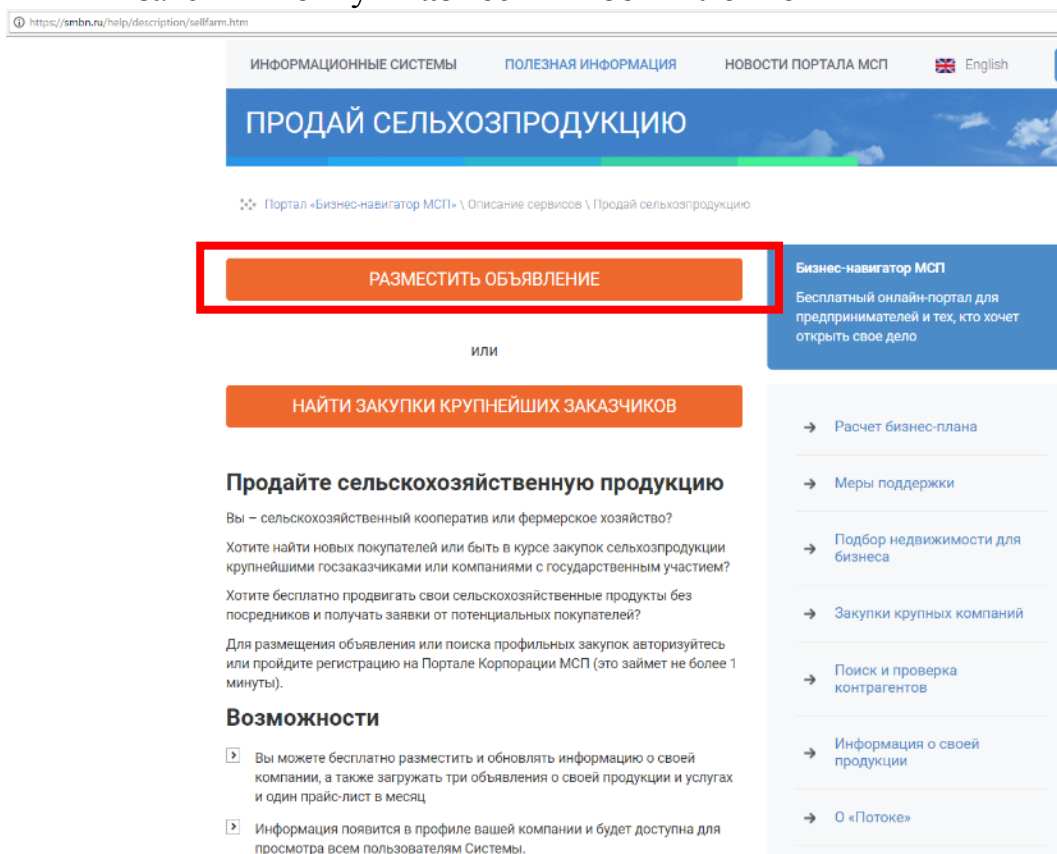 https://smbn.ru/help/description/sellfarm.htm
ИНФОРМАЦИОННЫЕ СИСТЕМЫ ПОЛЕЗНАЯ ИНФОРМАЦИЯ НОВОСТИ ПОРТАЛА МСП English
ПРОДАЙ СЕЛЬХОЗПРОДУКЦИЮ
Портал «Бизнес-навигатор МСП» \ Описание сервисов \ Продай сельхозпродукцию
РАЗМЕСТИТЬ ОБЪЯВЛЕНИЕ
или
НАЙТИ ЗАКУПКИ КРУПНЕЙШИХ ЗАКАЗЧИКОВ
Продайте сельскохозяйственную продукцию
Вы – сельскохозяйственный кооператив или фермерское хозяйство?
Хотите найти новых покупателей или быть в курсе закупок сельхозпродукции
крупнейшими госзаказчиками или компаниями с государственным участием?
Хотите бесплатно продвигать свои сельскохозяйственные продукты без
посредников и получать заявки от потенциальных покупателей?
Для размещения объявления или поиска профильных закупок авторизуйтесь
или пройдите регистрацию на Портале Корпорации МСП (это займет не более 1
минуты).
Возможности
Вы можете бесплатно разместить и обновлять информацию о своей
компании, а также загружать три объявления о своей продукции и услугах
и один прайс-лист в месяц
Информация появится в профиле вашей компании и будет доступна для
просмотра всем пользователям Системы.
Бизнес-навигатор МСП
Бесплатный онлайн-портал для
предпринимателей и тех, кто хочет
открыть свое дело
Расчет бизнес-плана
Меры поддержки
Подбор недвижимости для
бизнеса
Закупки крупных компаний
Поиск и проверка
контрагентов
Информация о своей
продукции
О «Потоке»